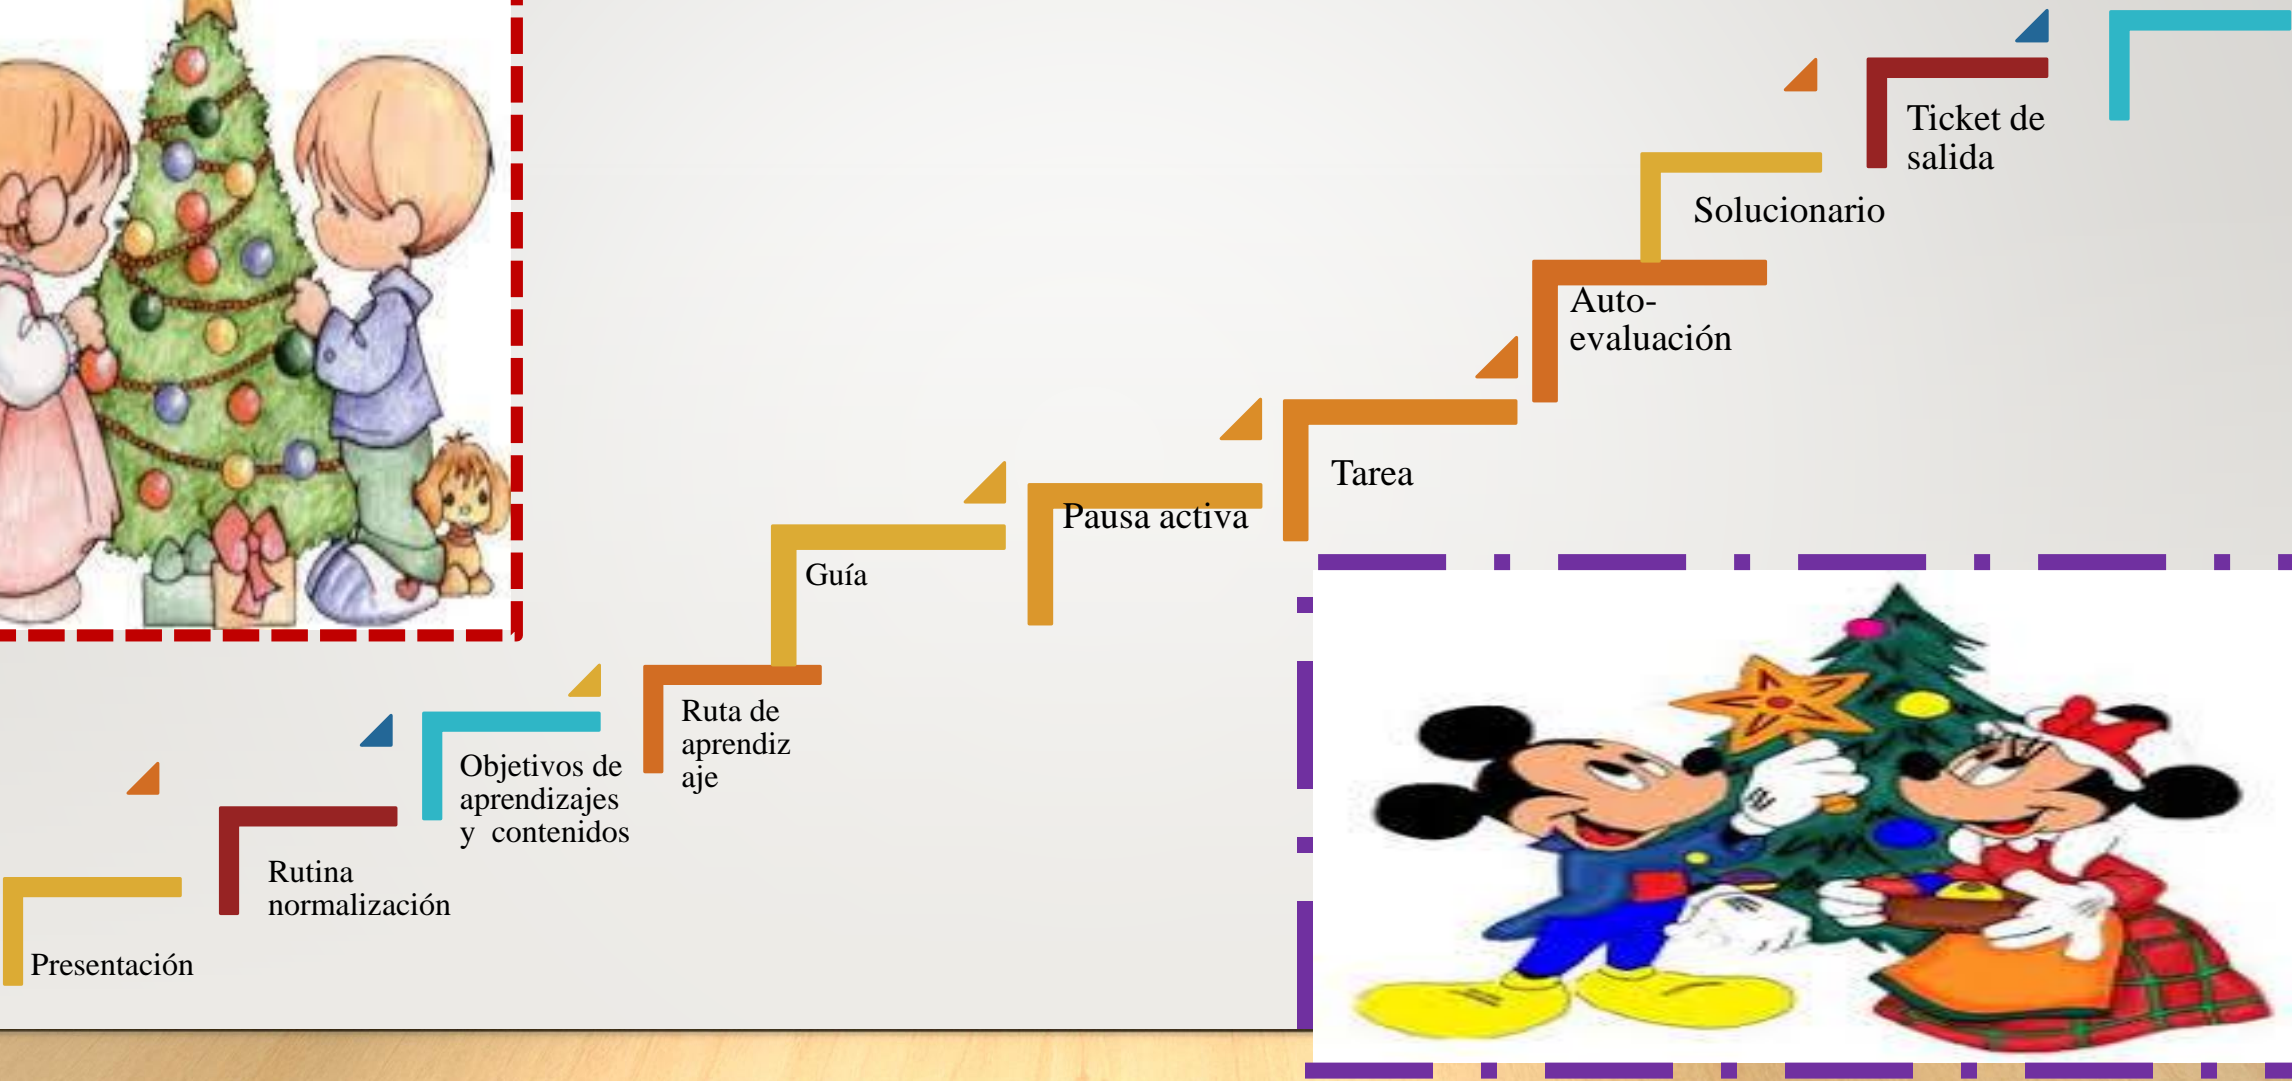 Presentación
Rutina
normalización
Objetivos de
aprendizajes
y contenidos
Ruta de
aprendiz
aje
Guía
Pausa activa
Tarea
Auto-
evaluación
Solucionario
Ticket de
salida